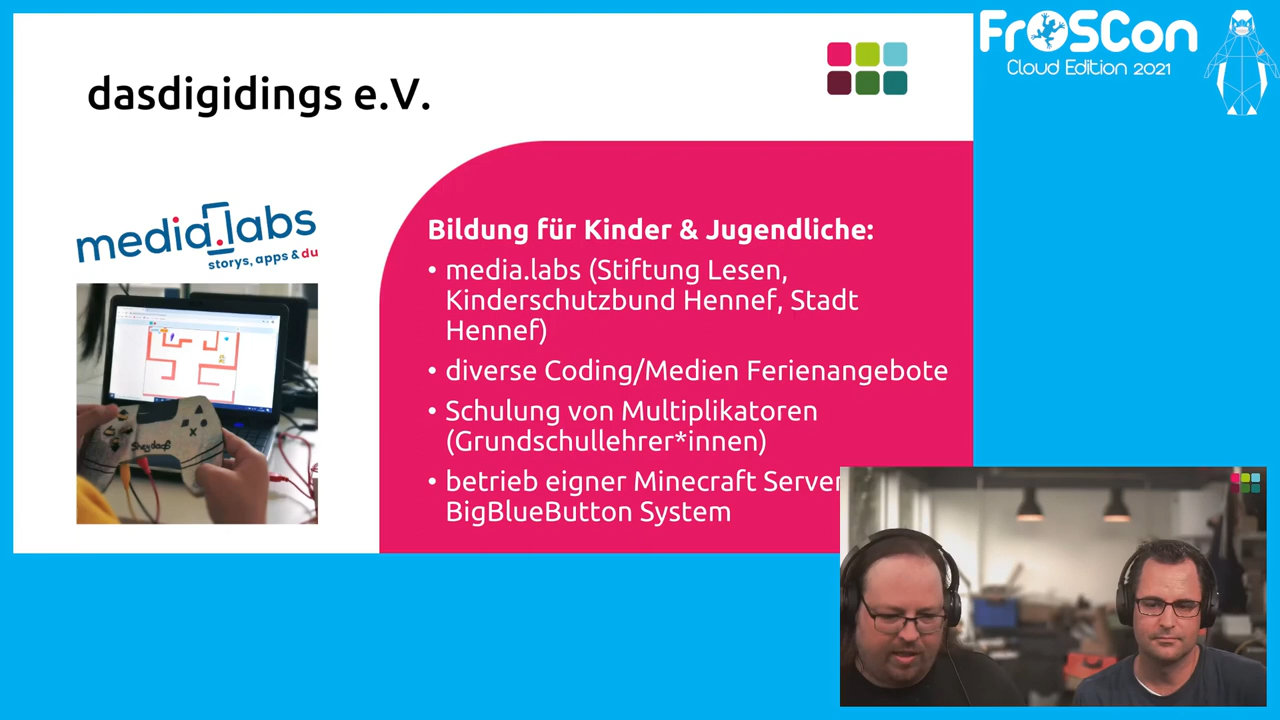 dasdigidings e.V.
FrOSCon
Cloud Edition 2021
media.labs
storys, apps & du
Bildung für Kinder & Jugendliche:
• media.labs (Stiftung Lesen,
Kinderschutzbund Hennef, Stadt
Hennef)
• diverse Coding/Medien Ferienangebote
• Schulung von Multiplikatoren
(Grundschullehrer*innen)
• betrieb eigner Minecraft Server
BigBlueButton System